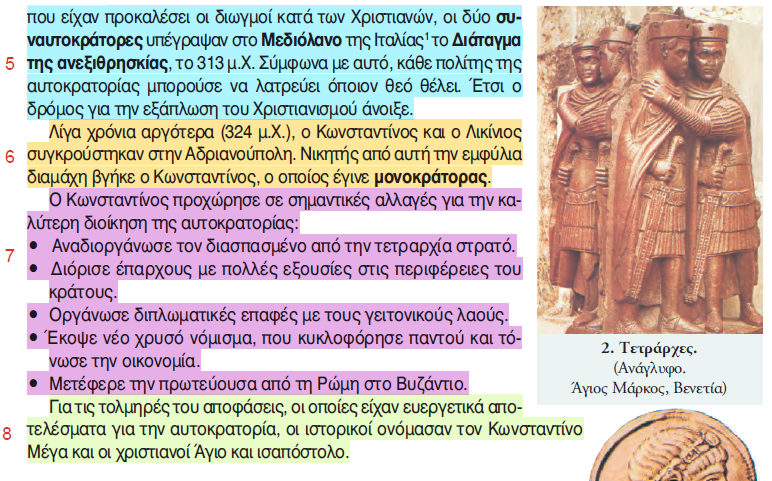 που είχαν προκαλέσει οι διωγμοί κατά των Χριστιανών, οι δύο συ-
ναυτοκράτορες υπέγραψαν στο Μεδιόλανο της Ιταλίας¹ το Διάταγμα
5 της ανεξιθρησκίας, το 313 μ.Χ. Σύμφωνα με αυτό, κάθε πολίτης της
αυτοκρατορίας μπορούσε να λατρεύει όποιον θεό θέλει. Έτσι ο
δρόμος για την εξάπλωση του Χριστιανισμού άνοιξε.
Λίγα χρόνια αργότερα (324 μ.Χ.), ο Κωνσταντίνος και ο Λικίνιος
6 συγκρούστηκαν στην Αδριανούπολη. Νικητής από αυτή την εμφύλια
διαμάχη βγήκε ο Κωνσταντίνος, ο οποίος έγινε μονοκράτορας.
Ο Κωνσταντίνος προχώρησε σε σημαντικές αλλαγές για την κα-
λύτερη διοίκηση της αυτοκρατορίας:
7 • Αναδιοργάνωσε τον διασπασμένο από την τετραρχία στρατό.
• Διόρισε έπαρχους με πολλές εξουσίες στις περιφέρειες του
κράτους.
• Οργάνωσε διπλωματικές επαφές με τους γειτονικούς λαούς.
• Έκοψε νέο χρυσό νόμισμα, που κυκλοφόρησε παντού και τό-
νωσε την οικονομία.
• Μετέφερε την πρωτεύουσα από τη Ρώμη στο Βυζάντιο.
Για τις τολμηρές του αποφάσεις, οι οποίες είχαν ευεργετικά απο-
8 τελέσματα για την αυτοκρατορία, οι ιστορικοί ονόμασαν τον Κωνσταντίνο
Μέγα και οι χριστιανοί Άγιο και ισαπόστολο.
2. Τετράρχες.
(Ανάγλυφο.
Άγιος Μάρκος, Βενετία)